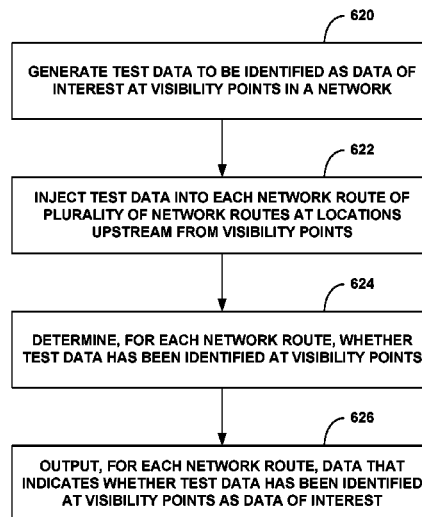 620
GENERATE TEST DATA TO BE IDENTIFIED AS DATA OF
INTEREST AT VISIBILITY POINTS IN A NETWORK
622
INJECT TEST DATA INTO EACH NETWORK ROUTE OF
PLURALITY OF NETWORK ROUTES AT LOCATIONS
UPSTREAM FROM VISIBILITY POINTS
624
DETERMINE, FOR EACH NETWORK ROUTE, WHETHER
TEST DATA HAS BEEN IDENTIFIED AT VISIBILITY POINTS
626
OUTPUT, FOR EACH NETWORK ROUTE, DATA THAT
INDICATES WHETHER TEST DATA HAS BEEN IDENTIFIED
AT VISIBILITY POINTS AS DATA OF INTEREST